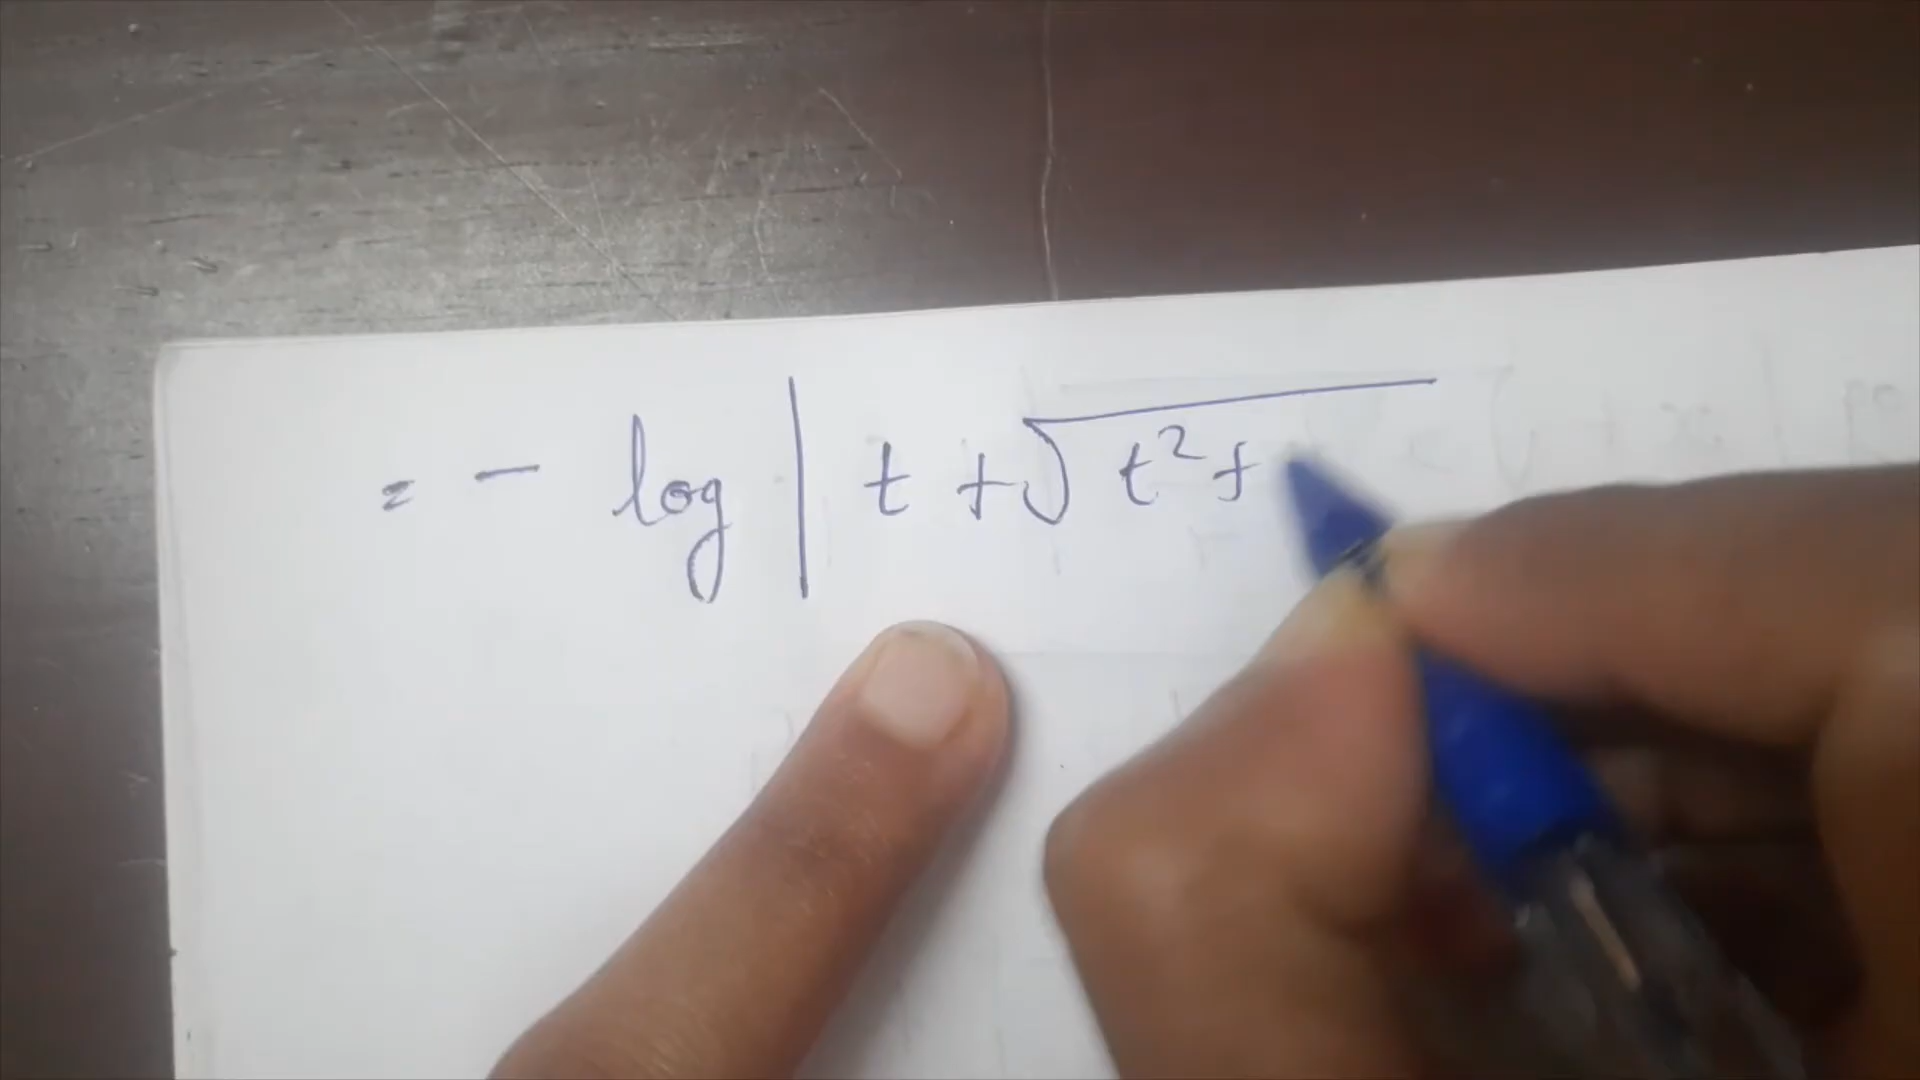 = - log | t + √t²+